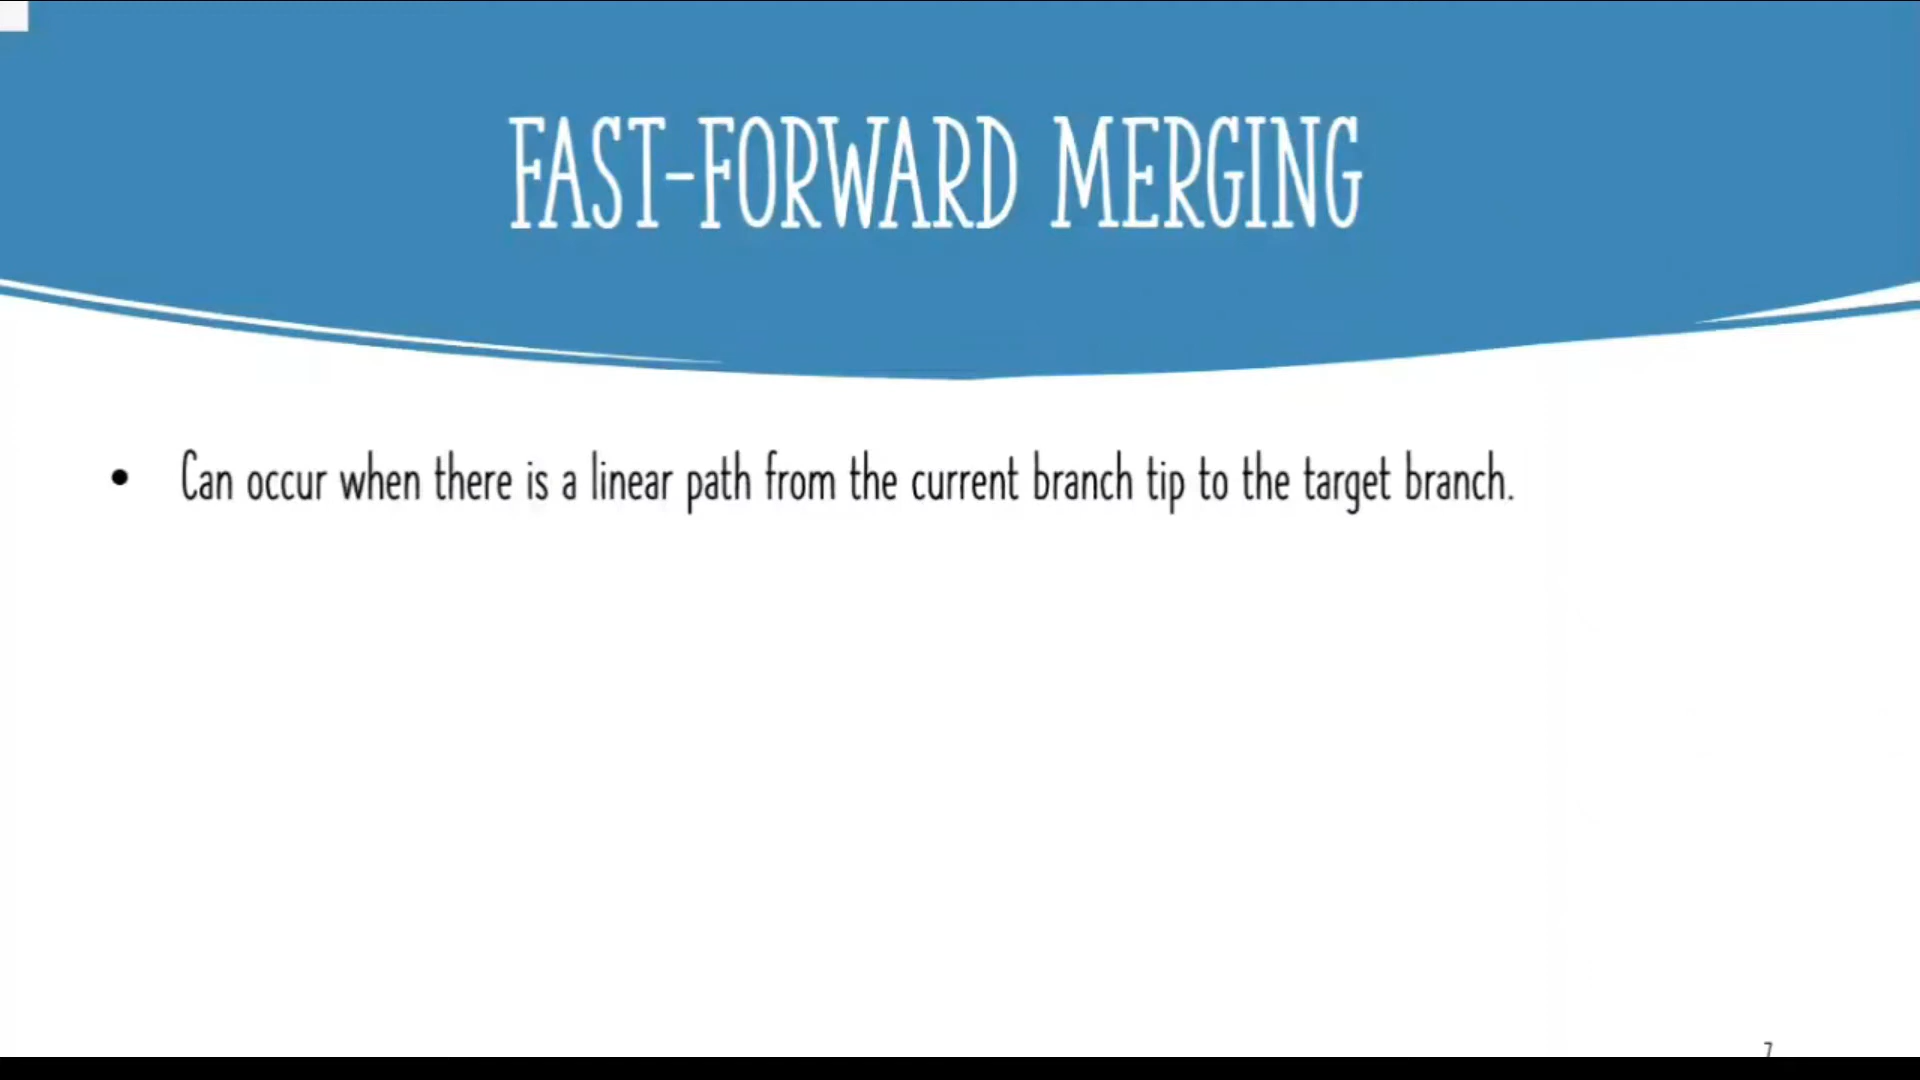 FAST-FORWARD MERGING
• Can occur when there is a linear path from the current branch tip to the target branch.
7